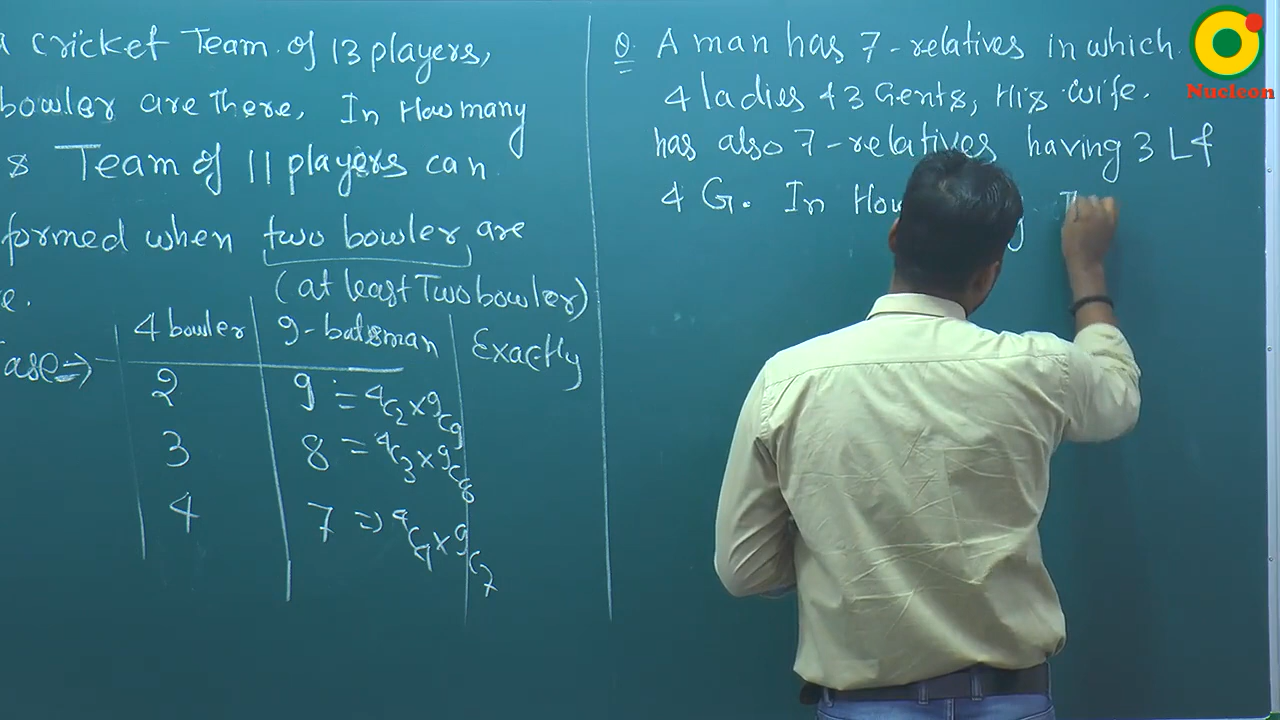 a cricket Team of 13 players,
bowler are there, In How many
s Team of 11 players can
formed when two bowler are
(at least Two bowler)
4 bowler 9-batsman Exactly
Case=>
2 9 = 4C2 x 9C9
3 8 = 4C3 x 9C8
4 7 => 4C4 x 9C7
Q. A man has 7-relatives in which
4 ladies & 3 Gents, His wife.
has also 7-relatives having 3 L &
4 G. In How
Nucleon